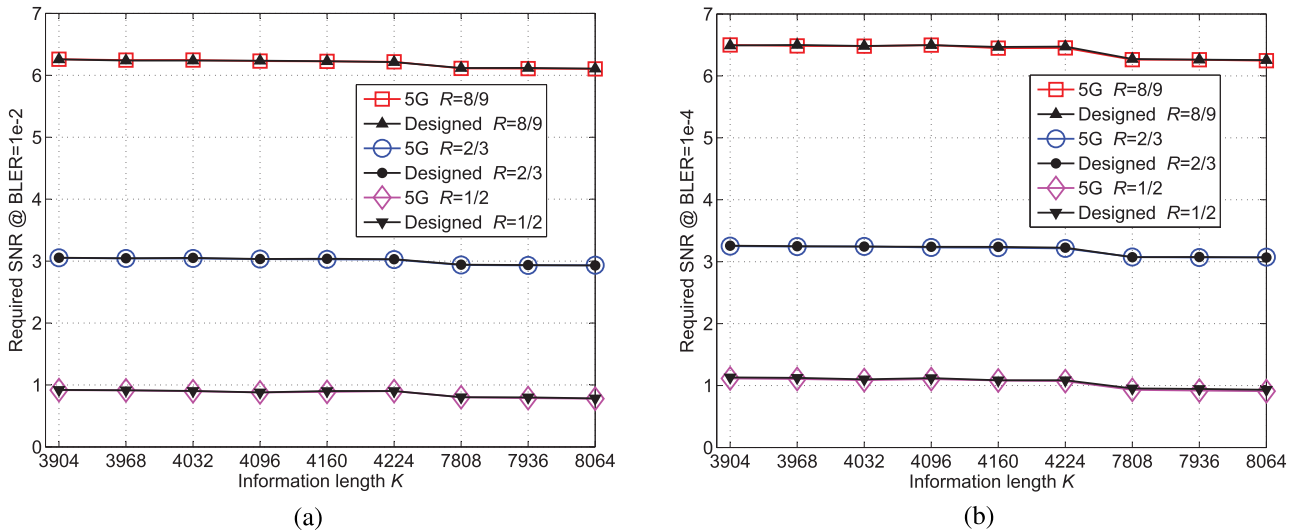 7
6
5
4
3
2
1
0
Required SNR @ BLER=1e-2
5G R=8/9
Designed R=8/9
5G R=2/3
Designed R=2/3
5G R=1/2
Designed R=1/2
3904 3968 4032 4096 4160 4224 7808 7936 8064
Information length K
(a)
7
6
5
4
3
2
1
0
Required SNR @ BLER=1e-4
5G R=8/9
Designed R=8/9
5G R=2/3
Designed R=2/3
5G R=1/2
Designed R=1/2
3904 3968 4032 4096 4160 4224 7808 7936 8064
Information length K
(b)